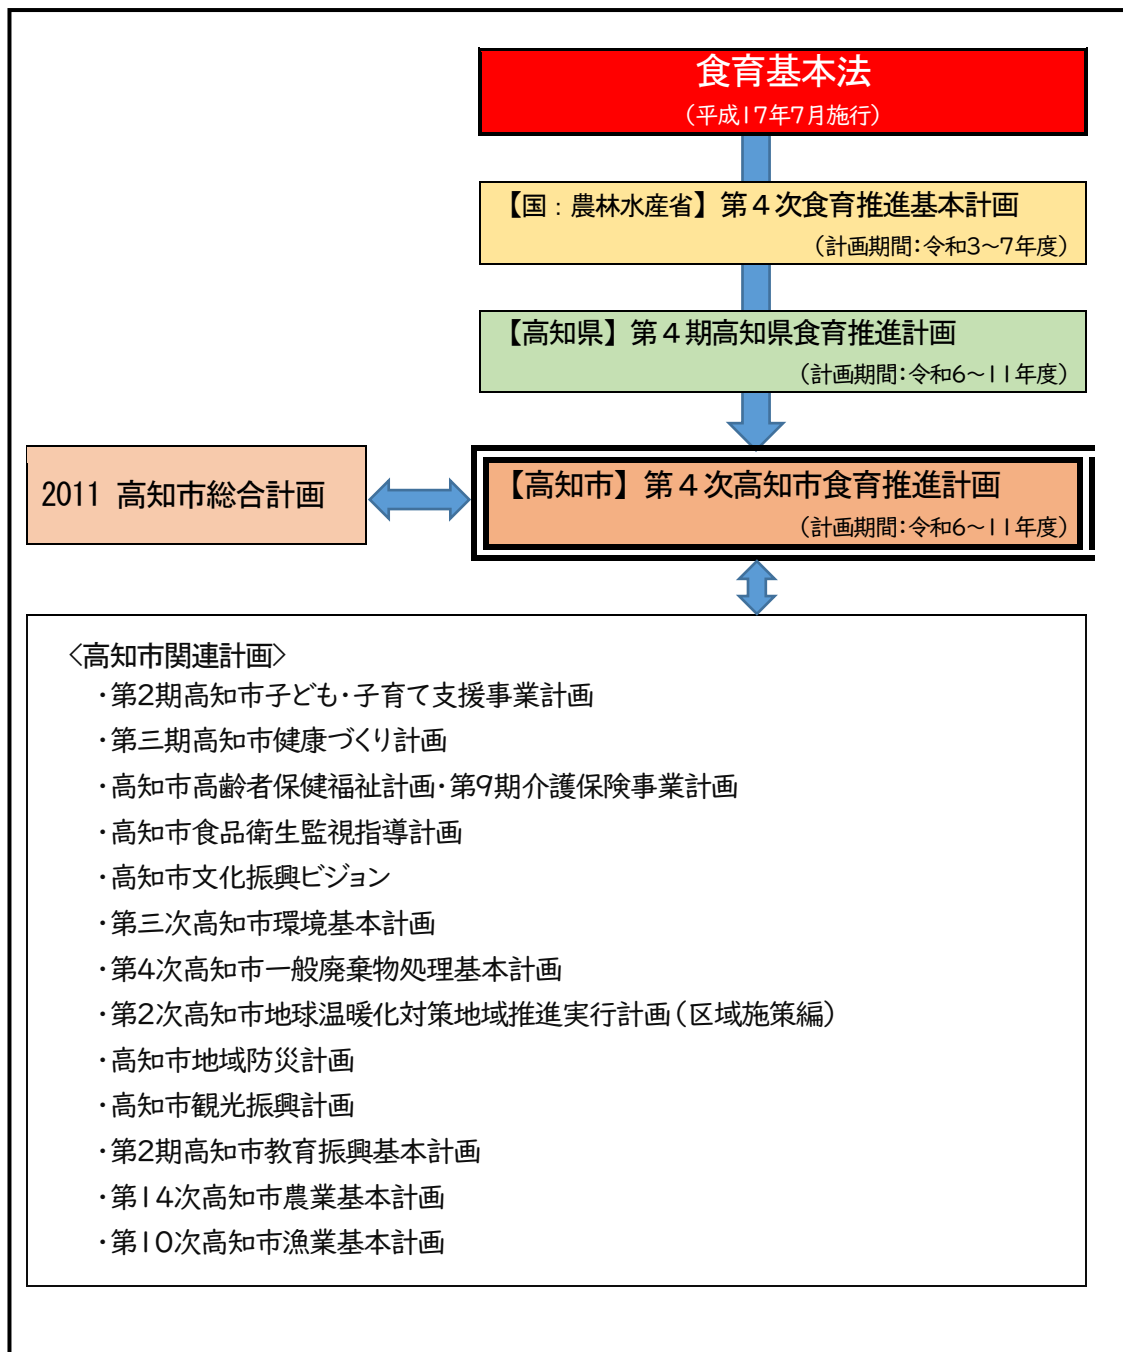 食育基本法
（平成17年7月施行）
【国：農林水産省】第４次食育推進基本計画
（計画期間：令和3～7年度）
【高知県】第４期高知県食育推進計画
（計画期間：令和6～11年度）
2011 高知市総合計画
【高知市】第４次高知市食育推進計画
（計画期間：令和6～11年度）
〈高知市関連計画〉
・第2期高知市子ども・子育て支援事業計画
・第三期高知市健康づくり計画
・高知市高齢者保健福祉計画・第9期介護保険事業計画
・高知市食品衛生監視指導計画
・高知市文化振興ビジョン
・第三次高知市環境基本計画
・第4次高知市一般廃棄物処理基本計画
・第2次高知市地球温暖化対策地域推進実行計画（区域施策編）
・高知市地域防災計画
・高知市観光振興計画
・第2期高知市教育振興基本計画
・第14次高知市農業基本計画
・第10次高知市漁業基本計画